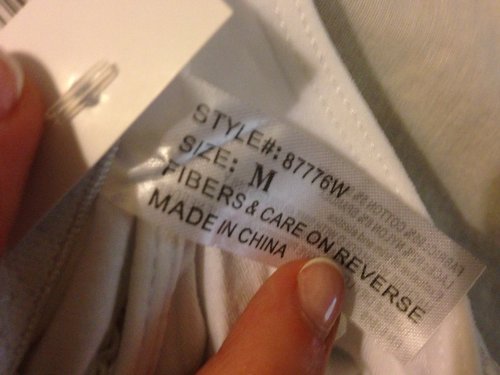 STYLE#: 87776W
SIZE: M
FIBERS & CARE ON REVERSE
MADE IN CHINA